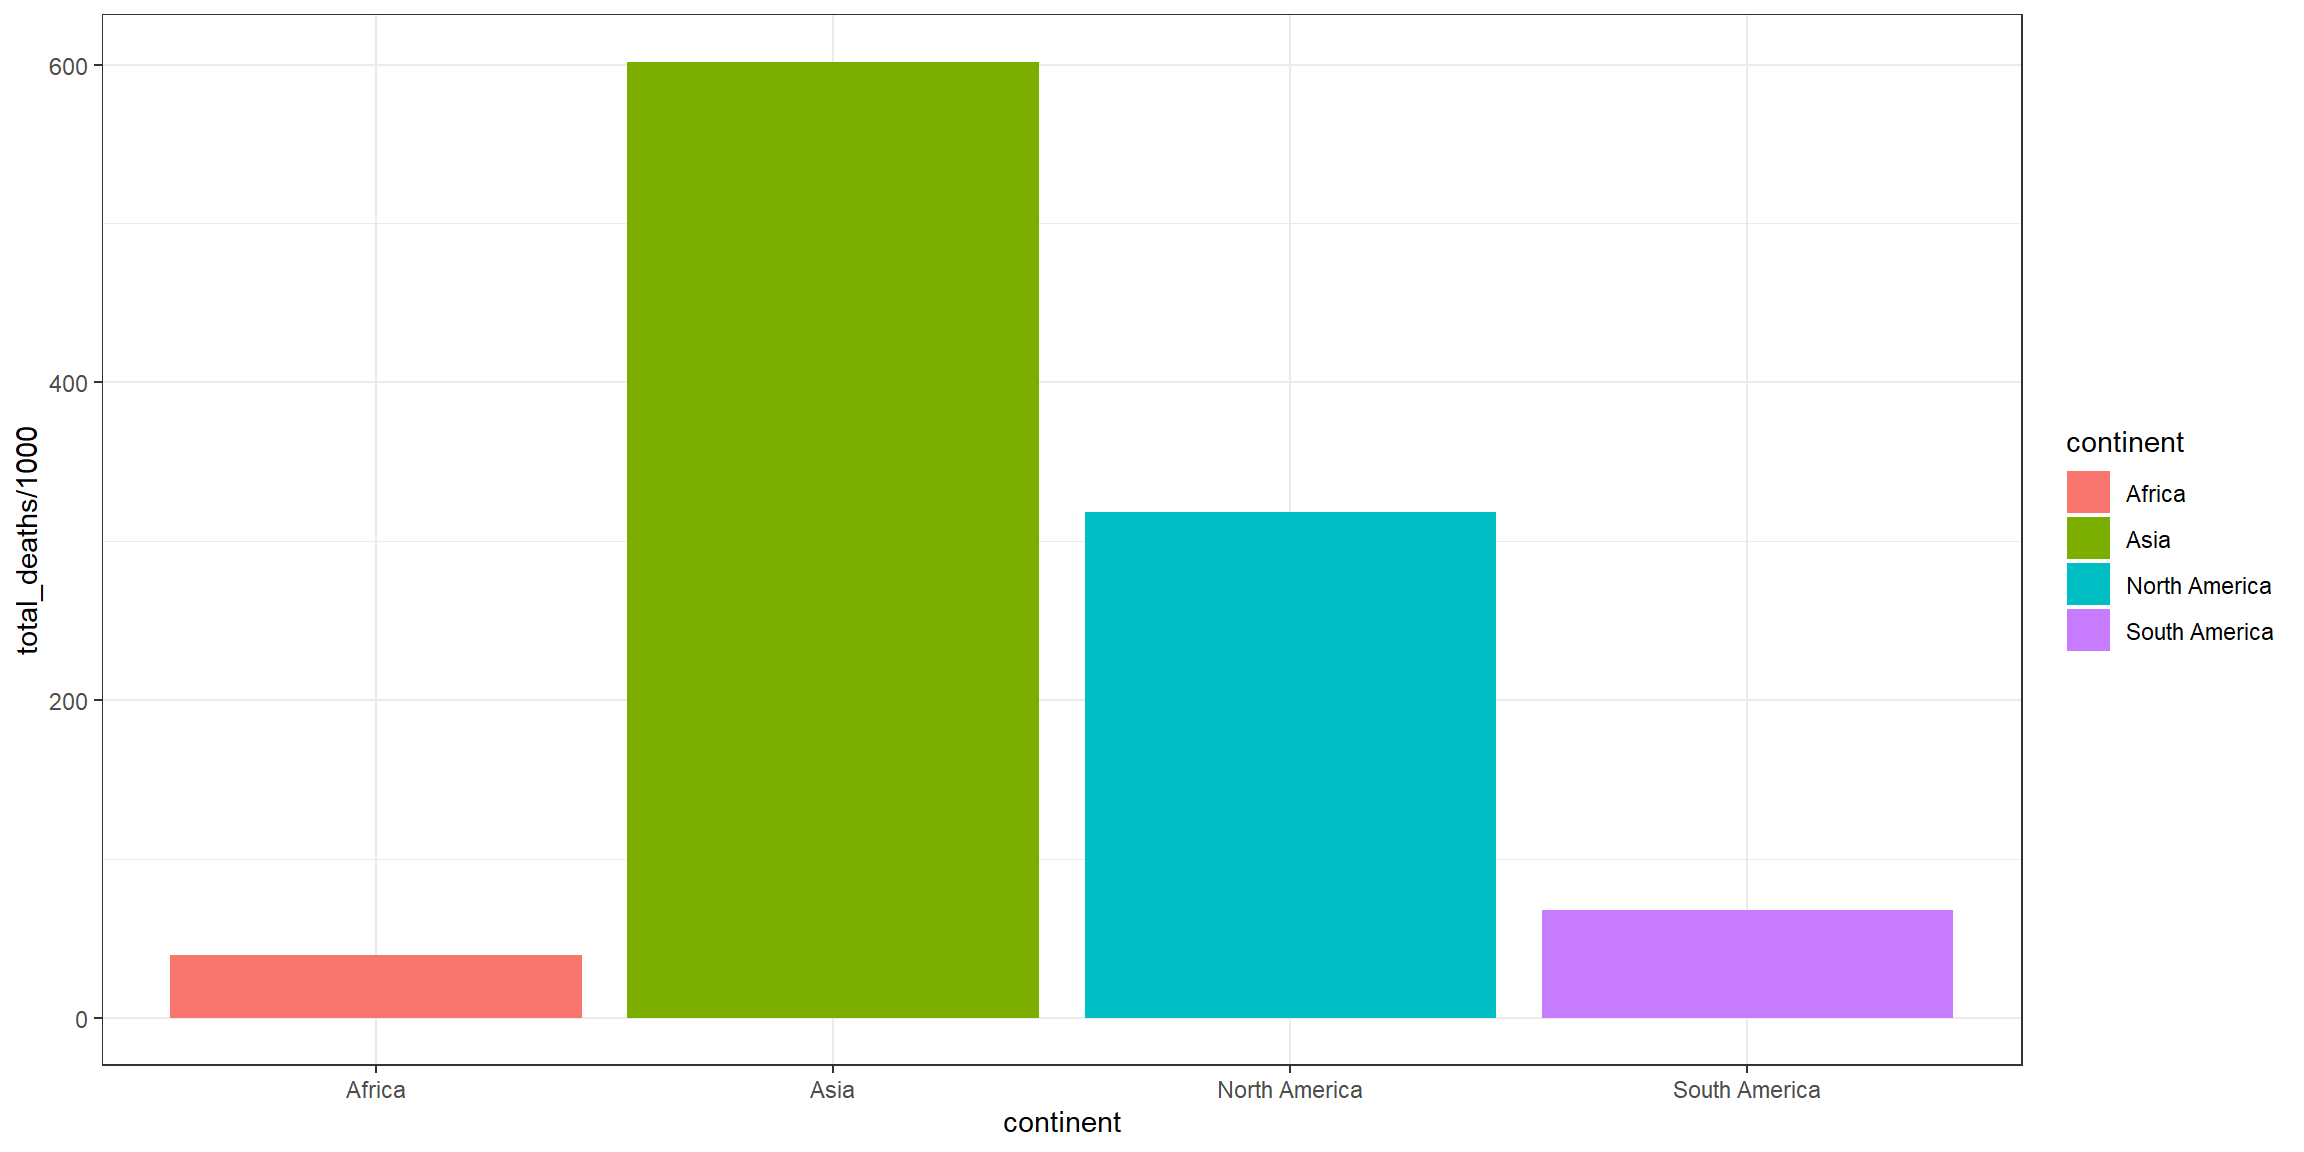 total_deaths/1000
600
400
200
0
Africa
Asia
North America
South America
continent
continent
Africa
Asia
North America
South America